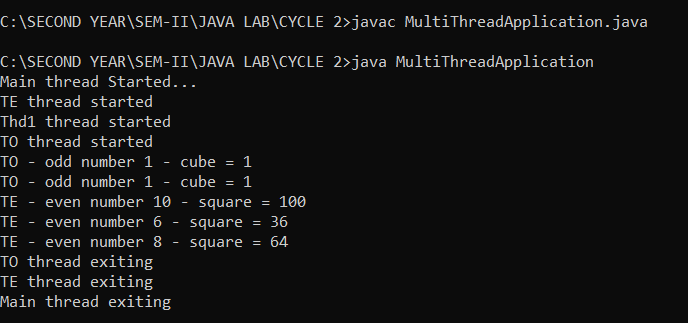 C:\SECOND YEAR\SEM-II\JAVA LAB\CYCLE 2>javac MultiThreadApplication.java
C:\SECOND YEAR\SEM-II\JAVA LAB\CYCLE 2>java MultiThreadApplication
Main thread Started...
TE thread started
Thd1 thread started
TO thread started
TO - odd number 1 - cube = 1
TO - odd number 1 - cube = 1
TE - even number 10 - square = 100
TE - even number 6 - square = 36
TE - even number 8 - square = 64
TO thread exiting
TE thread exiting
Main thread exiting